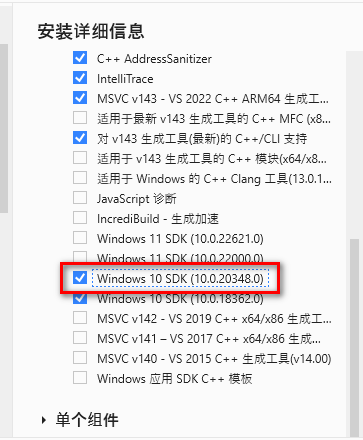 安装详细信息
C++ AddressSanitizer
IntelliTrace
MSVC v143 - VS 2022 C++ ARM64 生成工...
适用于最新 v143 生成工具的 C++ MFC (x8...
对 v143 生成工具(最新)的 C++/CLI 支持
适用于 v143 生成工具的 C++ 模块(x64/x8...
适用于 Windows 的 C++ Clang 工具(13.0.1...
JavaScript 诊断
IncrediBuild - 生成加速
Windows 11 SDK (10.0.22621.0)
Windows 11 SDK (10.0.22000.0)
Windows 10 SDK (10.0.20348.0)
Windows 10 SDK (10.0.18362.0)
MSVC v142 - VS 2019 C++ x64/x86 生成工...
MSVC v141 – VS 2017 C++ x64/x86 生成...
MSVC v140 - VS 2015 C++ 生成工具(v14.00)
Windows 应用 SDK C++ 模板
单个组件